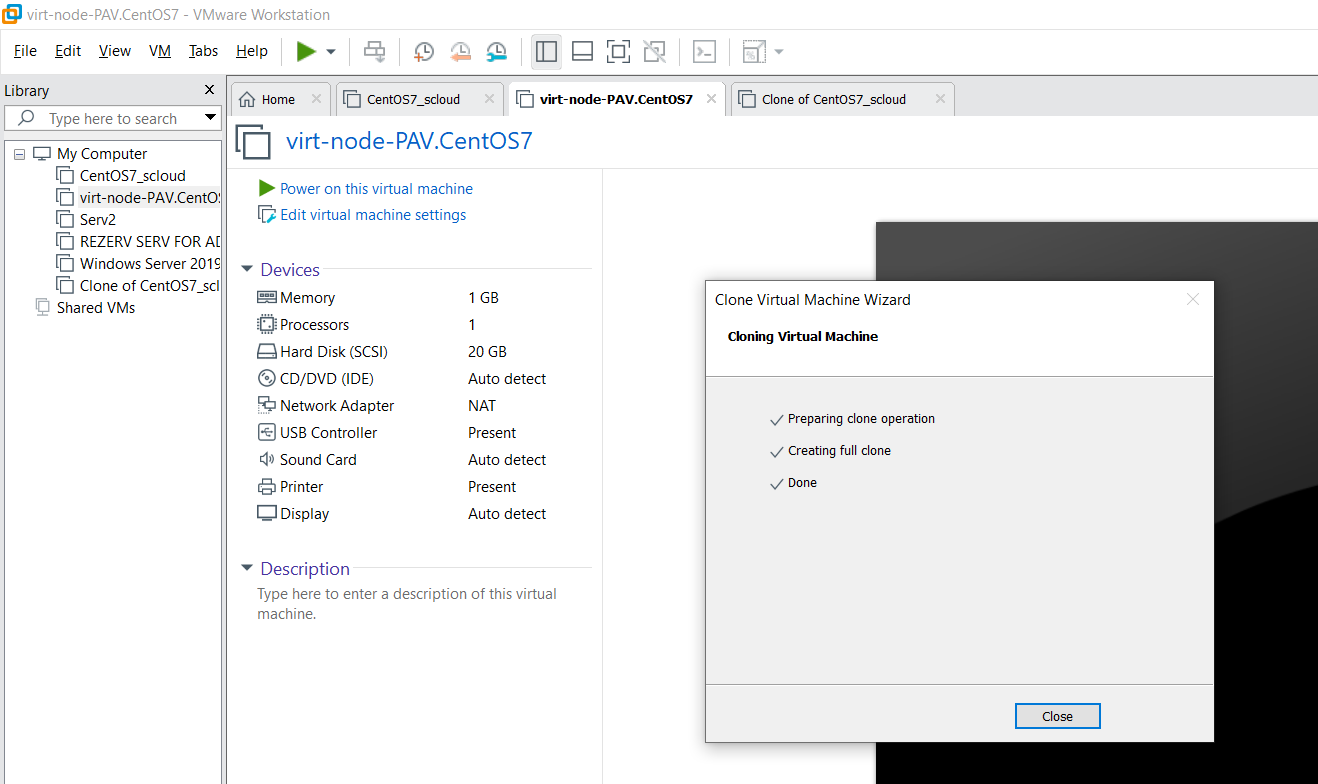 virt-node-PAV.CentOS7 - VMware Workstation
File Edit View VM Tabs Help
Library
Type here to search
My Computer
CentOS7_scloud
virt-node-PAV.CentOS
Serv2
REZERV SERV FOR AD
Windows Server 2019
Clone of CentOS7_scl
Shared VMs
Home CentOS7_scloud virt-node-PAV.CentOS7 Clone of CentOS7_scloud
virt-node-PAV.CentOS7
Power on this virtual machine
Edit virtual machine settings
Devices
Memory 1 GB
Processors 1
Hard Disk (SCSI) 20 GB
CD/DVD (IDE) Auto detect
Network Adapter NAT
USB Controller Present
Sound Card Auto detect
Printer Present
Display Auto detect
Description
Type here to enter a description of this virtual
machine.
Clone Virtual Machine Wizard
Cloning Virtual Machine
Preparing clone operation
Creating full clone
Done
Close